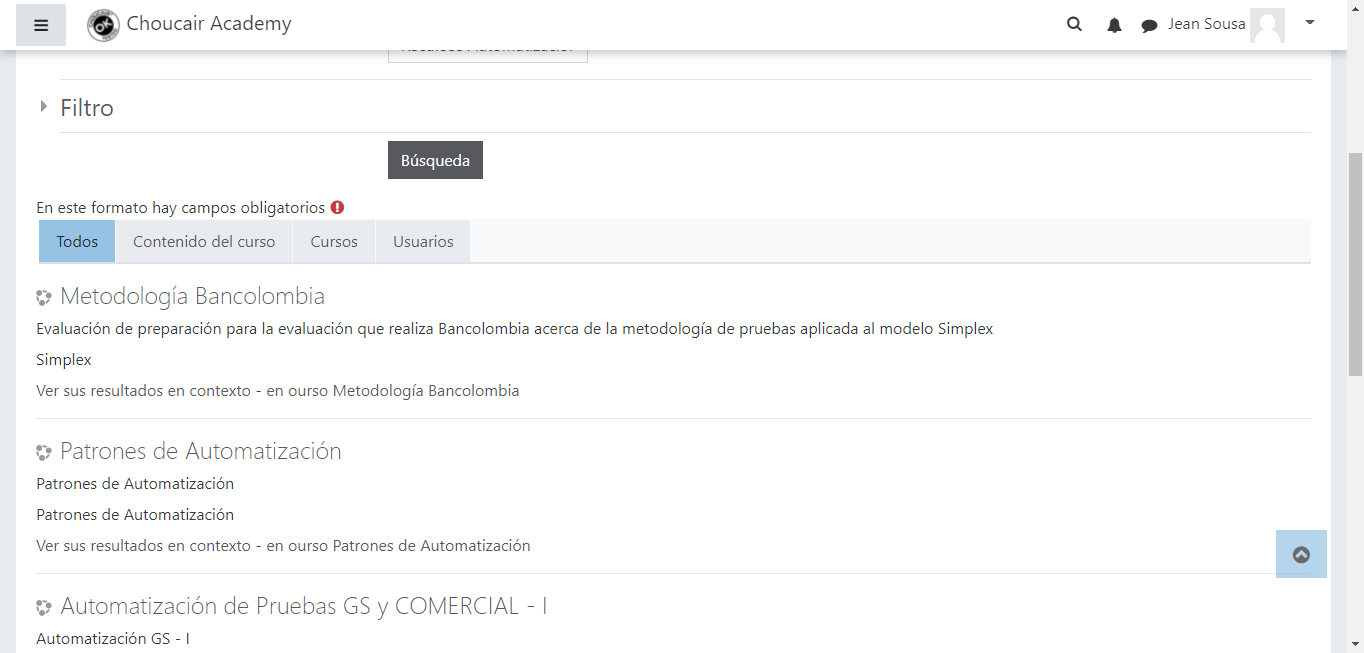 Choucair Academy
Jean Sousa
Filtro
Búsqueda
En este formato hay campos obligatorios
Todos
Contenido del curso
Cursos
Usuarios
Metodología Bancolombia
Evaluación de preparación para la evaluación que realiza Bancolombia acerca de la metodología de pruebas aplicada al modelo Simplex
Simplex
Ver sus resultados en contexto - en ourso Metodología Bancolombia
Patrones de Automatización
Patrones de Automatización
Patrones de Automatización
Ver sus resultados en contexto - en ourso Patrones de Automatización
Automatización de Pruebas GS y COMERCIAL - I
Automatización GS - I